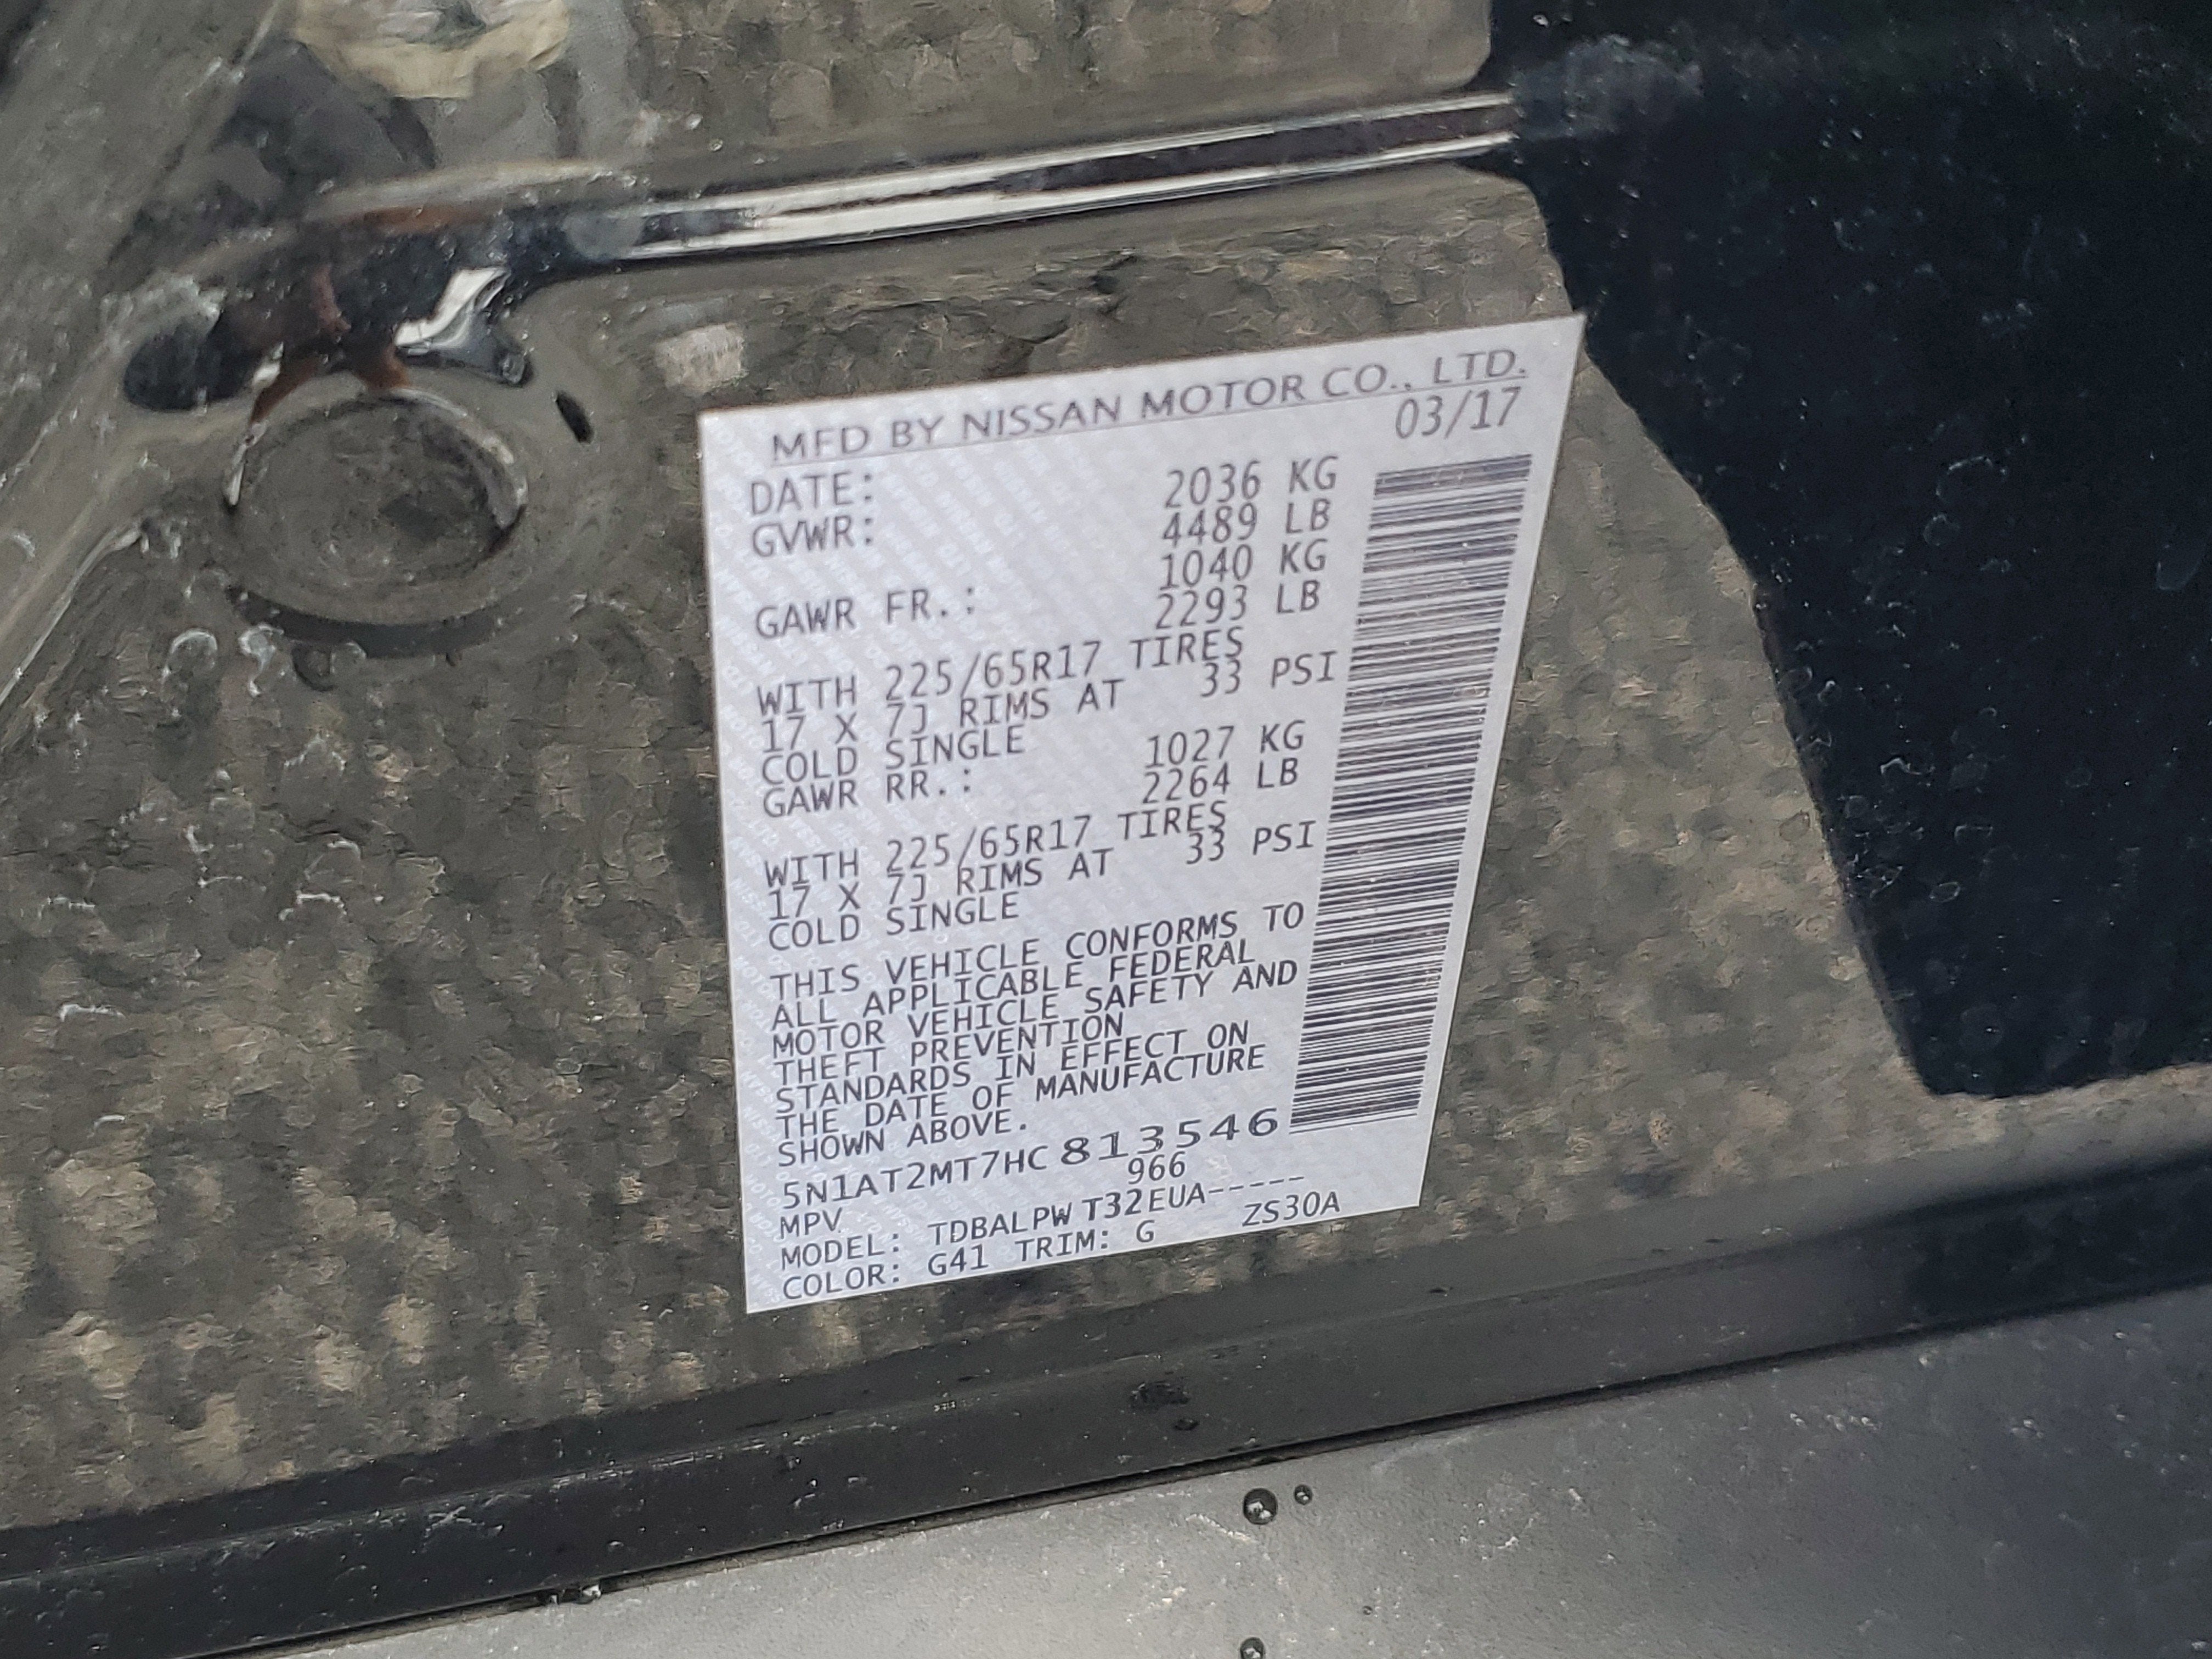 MFD BY NISSAN MOTOR CO., LTD.
DATE: 03/17
GVWR: 2036 KG
4489 LB
GAWR FR.: 1040 KG
2293 LB
WITH 225/65R17 TIRES
17 X 7J RIMS AT 33 PSI
COLD SINGLE
GAWR RR.: 1027 KG
2264 LB
WITH 225/65R17 TIRES
17 X 7J RIMS AT 33 PSI
COLD SINGLE
THIS VEHICLE CONFORMS TO
ALL APPLICABLE FEDERAL
MOTOR VEHICLE SAFETY AND
THEFT PREVENTION
STANDARDS IN EFFECT ON
THE DATE OF MANUFACTURE
SHOWN ABOVE.
5N1AT2MT7HC 813546
MPV 966
MODEL: TDBALPW T32EUA-----
COLOR: G41 TRIM: G ZS30A